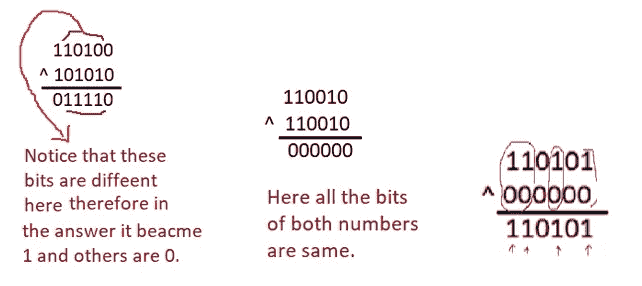 110100
^ 101010
011110
Notice that these
bits are diffeent
here therefore in
the answer it beacme
1 and others are 0.
110010
^ 110010
000000
Here all the bits
of both numbers
are same.
110101
^ 000000
110101